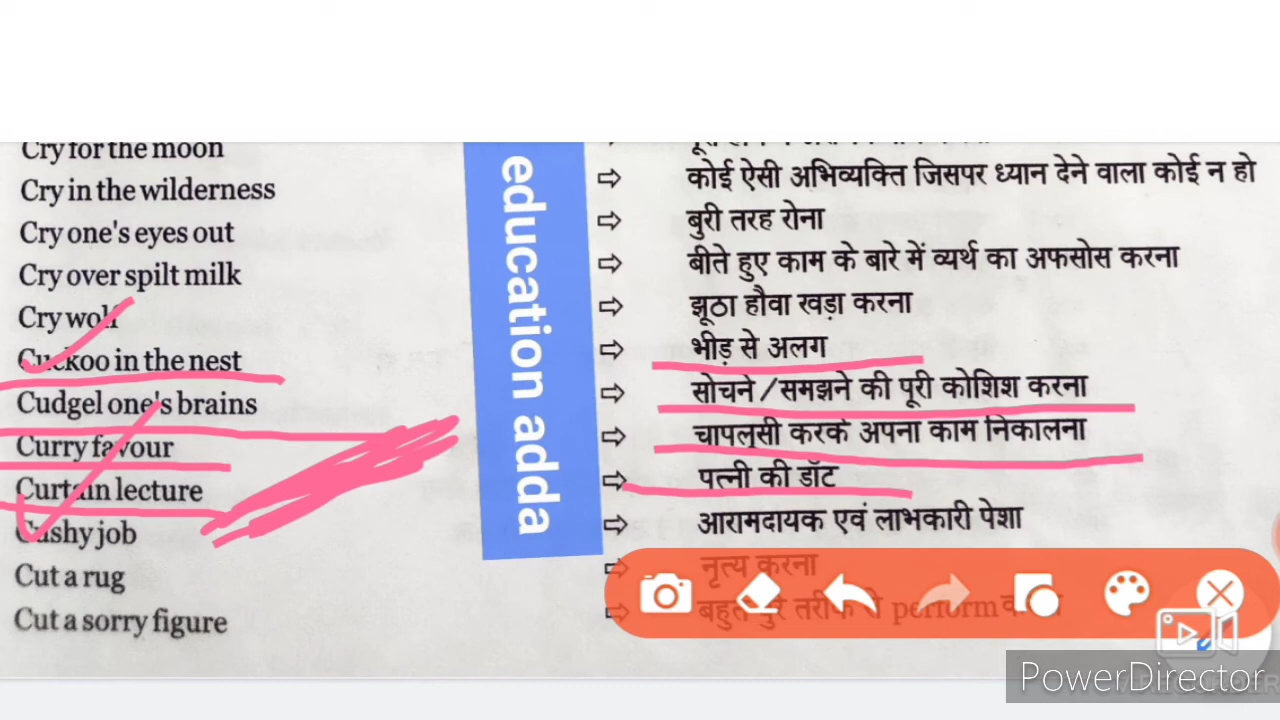 Cry for the moon
Cry in the wilderness ⇨ कोई ऐसी अभिव्यक्ति जिसपर ध्यान देने वाला कोई न हो
Cry one's eyes out ⇨ बुरी तरह रोना
Cry over spilt milk ⇨ बीते हुए काम के बारे में व्यर्थ का अफसोस करना
Cry wolf ⇨ झूठा हौवा खड़ा करना
Cuckoo in the nest ⇨ भीड़ से अलग
Cudgel one's brains ⇨ सोचने/समझने की पूरी कोशिश करना
Curry favour ⇨ चापलूसी करके अपना काम निकालना
Curtain lecture ⇨ पत्नी की डॉट
Cushy job ⇨ आरामदायक एवं लाभकारी पेशा
Cut a rug ⇨ नृत्य करना
Cut a sorry figure ⇨ बहुत बुरे तरीके से perform
education adda
PowerDirector